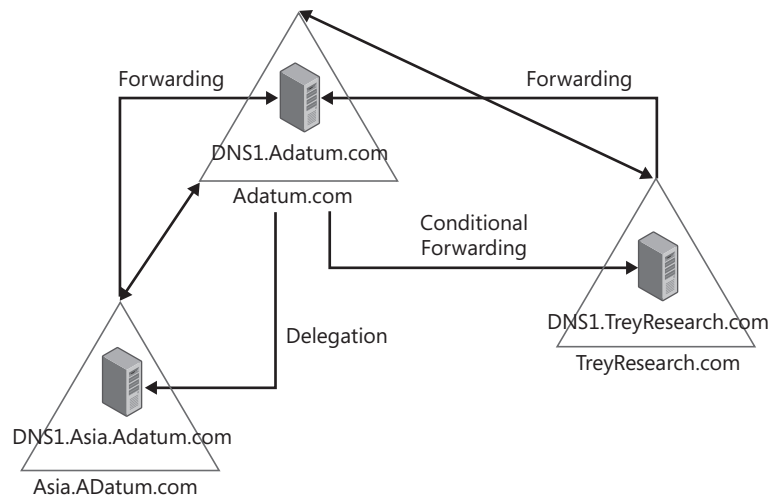 Forwarding
Forwarding
DNS1.Adatum.com
Adatum.com
Conditional
Forwarding
DNS1.TreyResearch.com
TreyResearch.com
Delegation
DNS1.Asia.Adatum.com
Asia.ADatum.com